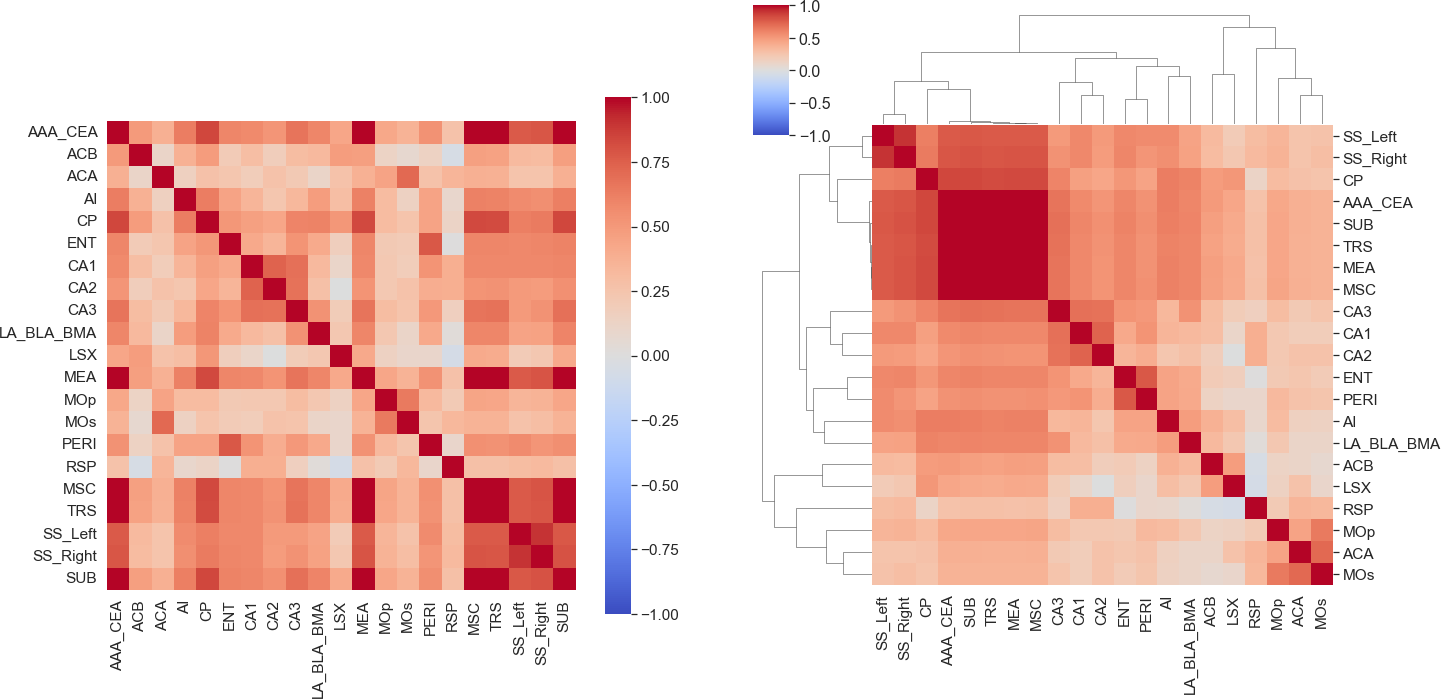 AAA_CEA
ACB
ACA
AI
CP
ENT
CA1
CA2
CA3
LA_BLA_BMA
LSX
MEA
MOp
MOs
PERI
RSP
MSC
TRS
SS_Left
SS_Right
SUB
AAA_CEA
ACB
ACA
AI
CP
ENT
CA1
CA2
CA3
LA_BLA_BMA
LSX
MEA
MOp
MOs
PERI
RSP
MSC
TRS
SS_Left
SS_Right
SUB
1.00
0.75
0.50
0.25
0.00
−0.25
−0.50
−0.75
−1.00
1.0
0.5
0.0
−0.5
−1.0
SS_Left
SS_Right
CP
AAA_CEA
SUB
TRS
MEA
MSC
CA3
CA1
CA2
ENT
PERI
AI
LA_BLA_BMA
ACB
LSX
RSP
MOp
ACA
MOs
SS_Left
SS_Right
CP
AAA_CEA
SUB
TRS
MEA
MSC
CA3
CA1
CA2
ENT
PERI
AI
LA_BLA_BMA
ACB
LSX
RSP
MOp
ACA
MOs